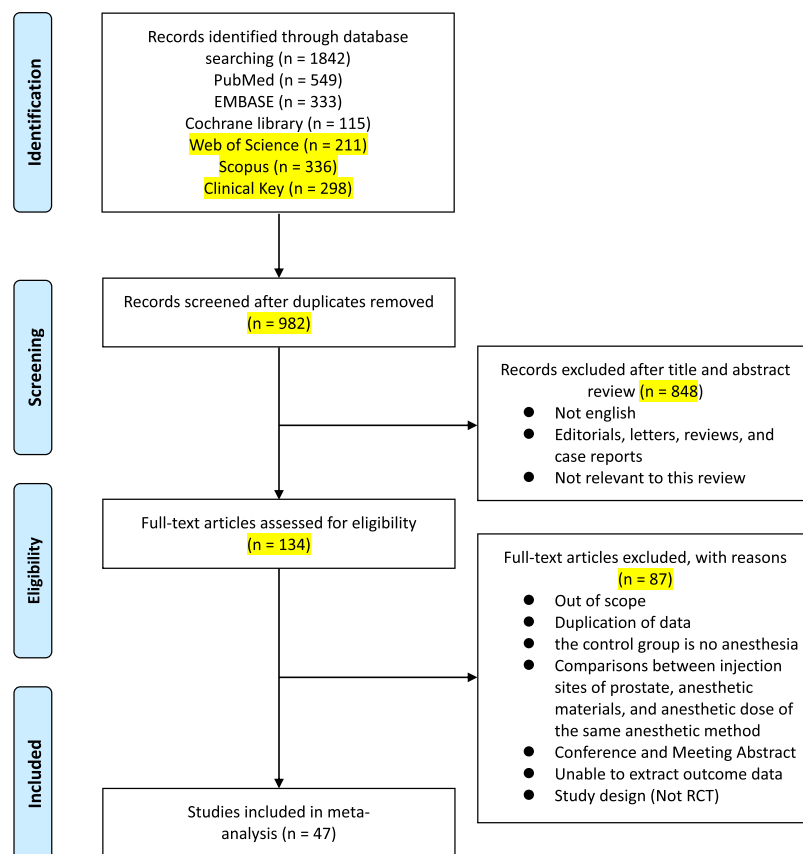 Identification
Records identified through database
searching (n = 1842)
PubMed (n = 549)
EMBASE (n = 333)
Cochrane library (n = 115)
Web of Science (n = 211)
Scopus (n = 336)
Clinical Key (n = 298)
Screening
Records screened after duplicates removed
(n = 982)
Records excluded after title and abstract
review (n = 848)
● Not english
● Editorials, letters, reviews, and
case reports
● Not relevant to this review
Eligibility
Full-text articles assessed for eligibility
(n = 134)
Full-text articles excluded, with reasons
(n = 87)
● Out of scope
● Duplication of data
● the control group is no anesthesia
● Comparisons between injection
sites of prostate, anesthetic
materials, and anesthetic dose of
the same anesthetic method
● Conference and Meeting Abstract
● Unable to extract outcome data
● Study design (Not RCT)
Included
Studies included in meta-
analysis (n = 47)